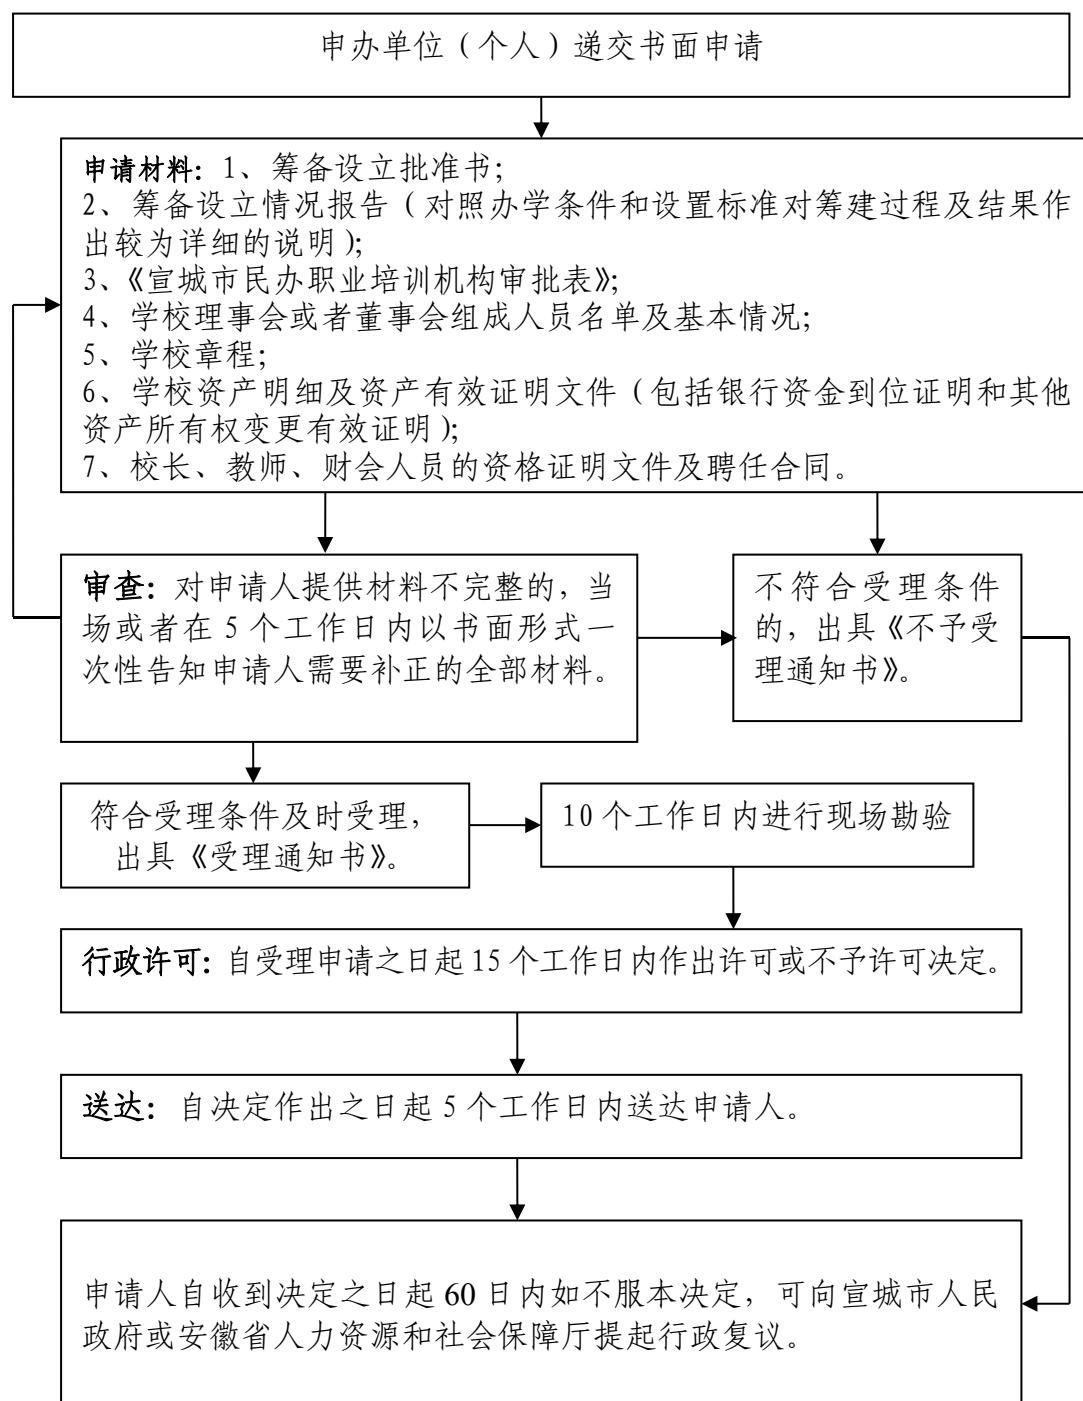 申办单位（个人）递交书面申请
申请材料：1、筹备设立批准书；
2、筹备设立情况报告（对照办学条件和设置标准对筹建过程及结果作
出较为详细的说明）；
3、《宣城市民办职业培训机构审批表》；
4、学校理事会或者董事会组成人员名单及基本情况；
5、学校章程；
6、学校资产明细及资产有效证明文件（包括银行资金到位证明和其他
资产所有权变更有效证明）；
7、校长、教师、财会人员的资格证明文件及聘任合同。
审查：对申请人提供材料不完整的，当
场或者在 5 个工作日内以书面形式一
次性告知申请人需要补正的全部材料。
不符合受理条件
的，出具《不予受
理通知书》。
符合受理条件及时受理，
出具《受理通知书》。
10 个工作日内进行现场勘验
行政许可：自受理申请之日起 15 个工作日内作出许可或不予许可决定。
送达：自决定作出之日起 5 个工作日内送达申请人。
申请人自收到决定之日起 60 日内如不服本决定，可向宣城市人民
政府或安徽省人力资源和社会保障厅提起行政复议。